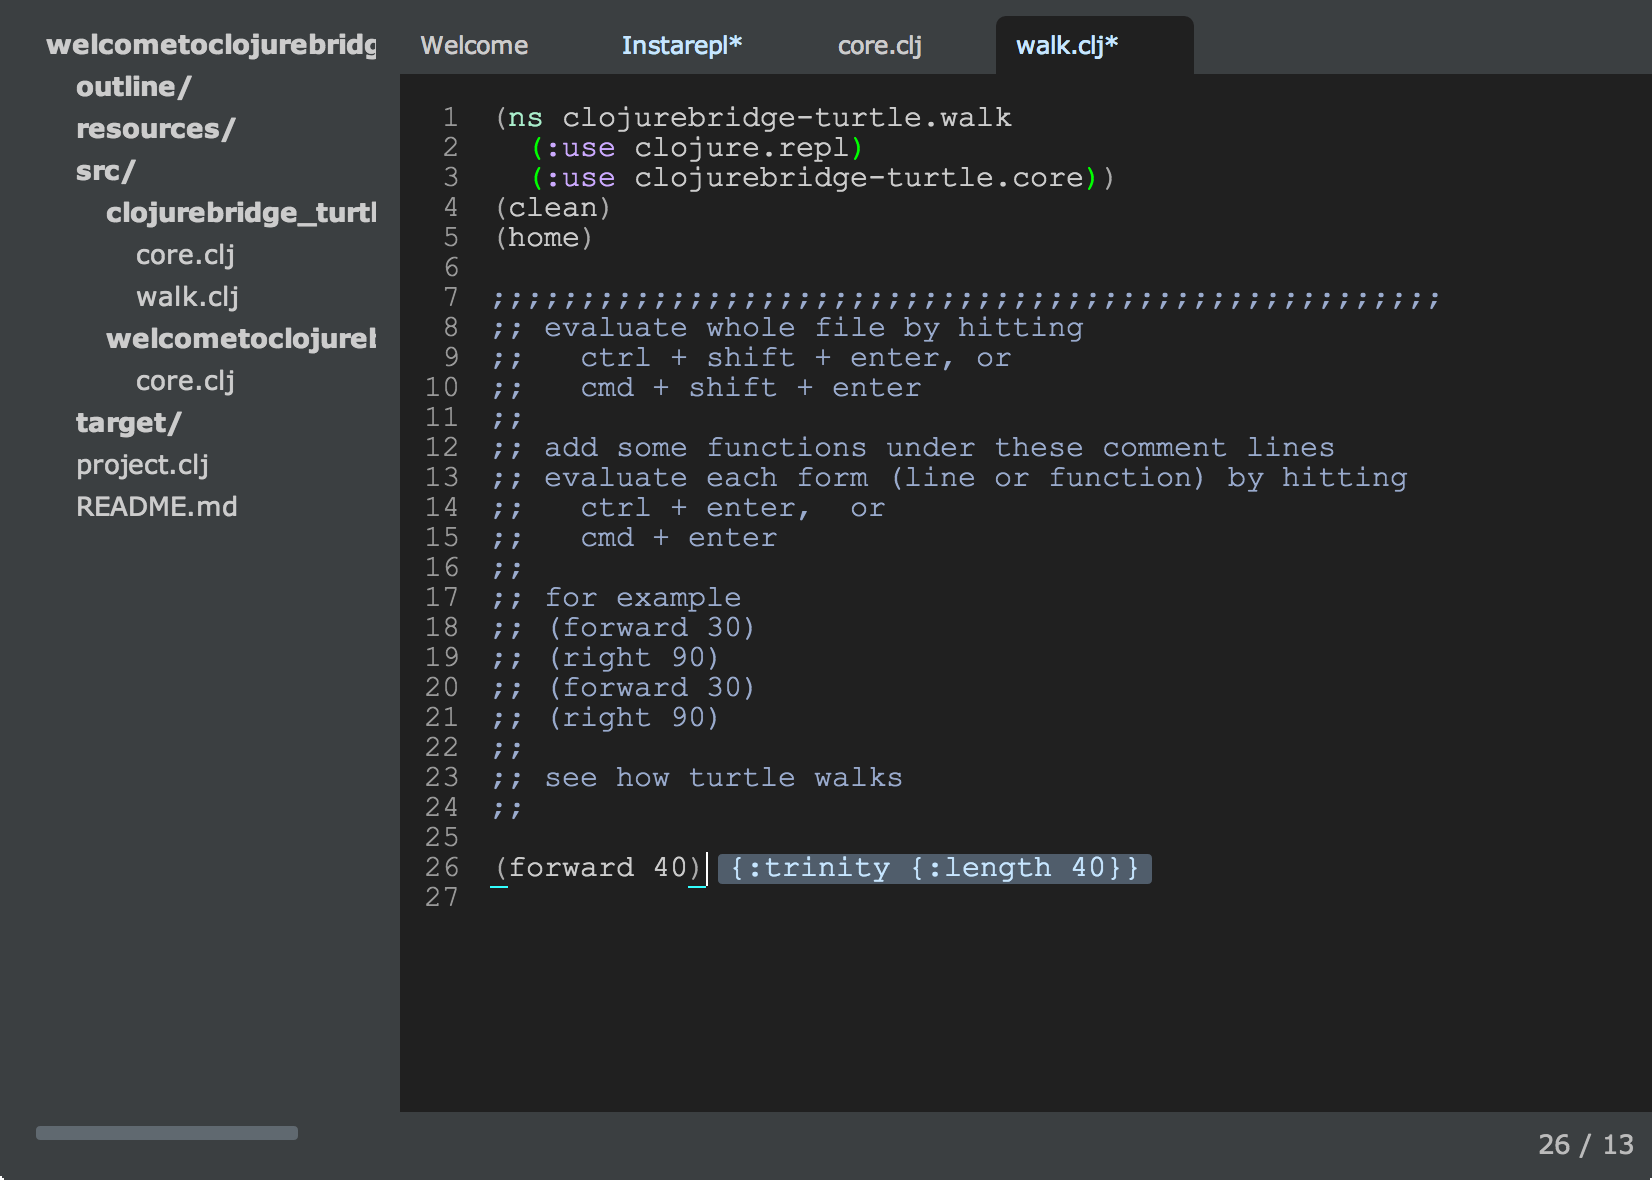 welcometoclojurebridg
outline/
resources/
src/
clojurebridge_turtl
core.clj
walk.clj
welcometoclojureb
core.clj
target/
project.clj
README.md
Welcome Instarepl* core.clj walk.clj*
1 (ns clojurebridge-turtle.walk
2   (:use clojure.repl)
3   (:use clojurebridge-turtle.core))
4 (clean)
5 (home)
6
7 ;;;;;;;;;;;;;;;;;;;;;;;;;;;;;;;;;;;;;;;;;;;;;;;;;;;;;
8 ;; evaluate whole file by hitting
9 ;;   ctrl + shift + enter, or
10 ;;   cmd + shift + enter
11 ;;
12 ;; add some functions under these comment lines
13 ;; evaluate each form (line or function) by hitting
14 ;;   ctrl + enter,  or
15 ;;   cmd + enter
16 ;;
17 ;; for example
18 ;; (forward 30)
19 ;; (right 90)
20 ;; (forward 30)
21 ;; (right 90)
22 ;;
23 ;; see how turtle walks
24 ;;
25
26 (forward 40) {:trinity {:length 40}}
27
26 / 13